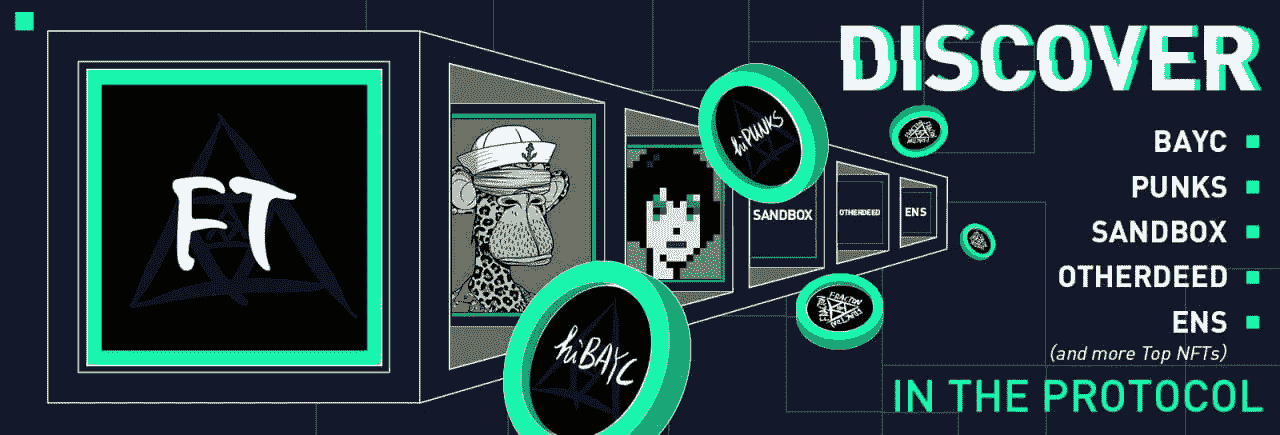 FT
hiPUNKS
hiBAYC
SANDBOX
OTHERDEED
ENS
FRACTON
DISCOVER
BAYC
PUNKS
SANDBOX
OTHERDEED
ENS
(and more Top NFTs)
IN THE PROTOCOL